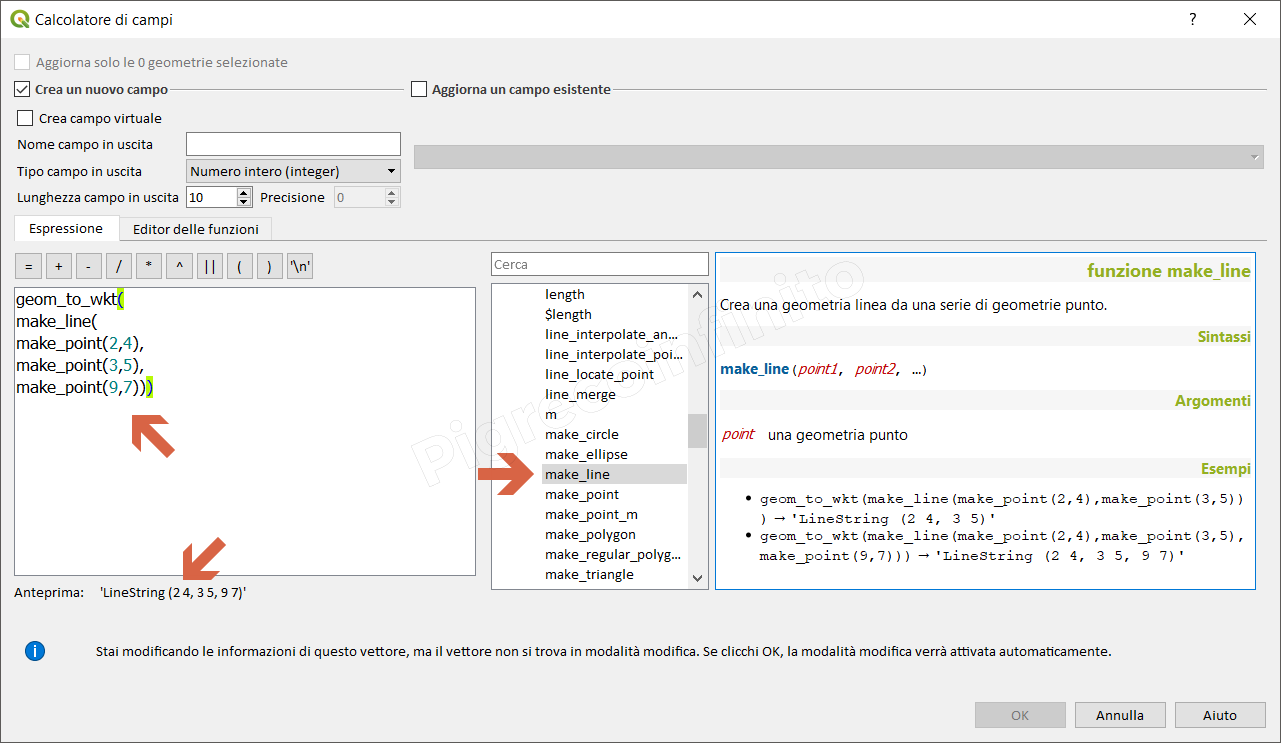 Calcolatore di campi
?
Aggiorna solo le 0 geometrie selezionate
Crea un nuovo campo
Aggiorna un campo esistente
Crea campo virtuale
Nome campo in uscita
Tipo campo in uscita
Numero intero (integer)
Lunghezza campo in uscita
10
Precisione
0
Espressione
Editor delle funzioni
= + - / * ^ || ( ) '\n'
geom_to_wkt(
make_line(
make_point(2,4),
make_point(3,5),
make_point(9,7)))
Anteprima: 'LineString (2 4, 3 5, 9 7)'
Cerca
length
$length
line_interpolate_an...
line_interpolate_poi...
line_locate_point
line_merge
m
make_circle
make_ellipse
make_line
make_point
make_point_m
make_polygon
make_regular_polyg...
make_triangle
funzione make_line
Crea una geometria linea da una serie di geometrie punto.
Sintassi
make_line(point1, point2, …)
Argomenti
point una geometria punto
Esempi
• geom_to_wkt(make_line(make_point(2,4),make_point(3,5))
) → 'LineString (2 4, 3 5)'
• geom_to_wkt(make_line(make_point(2,4),make_point(3,5),
make_point(9,7))) → 'LineString (2 4, 3 5, 9 7)'
Pigrecoinfinito
i
Stai modificando le informazioni di questo vettore, ma il vettore non si trova in modalità modifica. Se clicchi OK, la modalità modifica verrà attivata automaticamente.
OK
Annulla
Aiuto